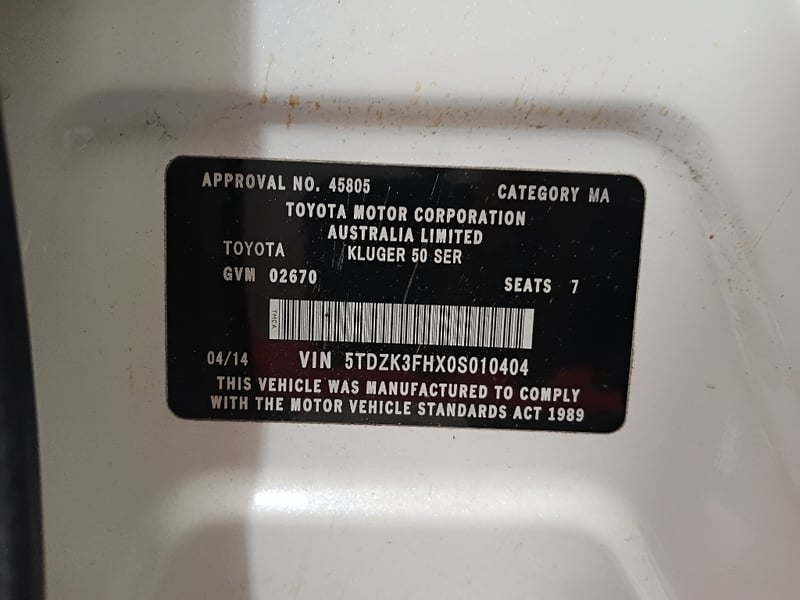 APPROVAL NO. 45805 CATEGORY MA
TOYOTA MOTOR CORPORATION
AUSTRALIA LIMITED
TOYOTA KLUGER 50 SER
GVM 02670 SEATS 7
TMCA
04/14 VIN 5TDZK3FHX0S010404
THIS VEHICLE WAS MANUFACTURED TO COMPLY
WITH THE MOTOR VEHICLE STANDARDS ACT 1989